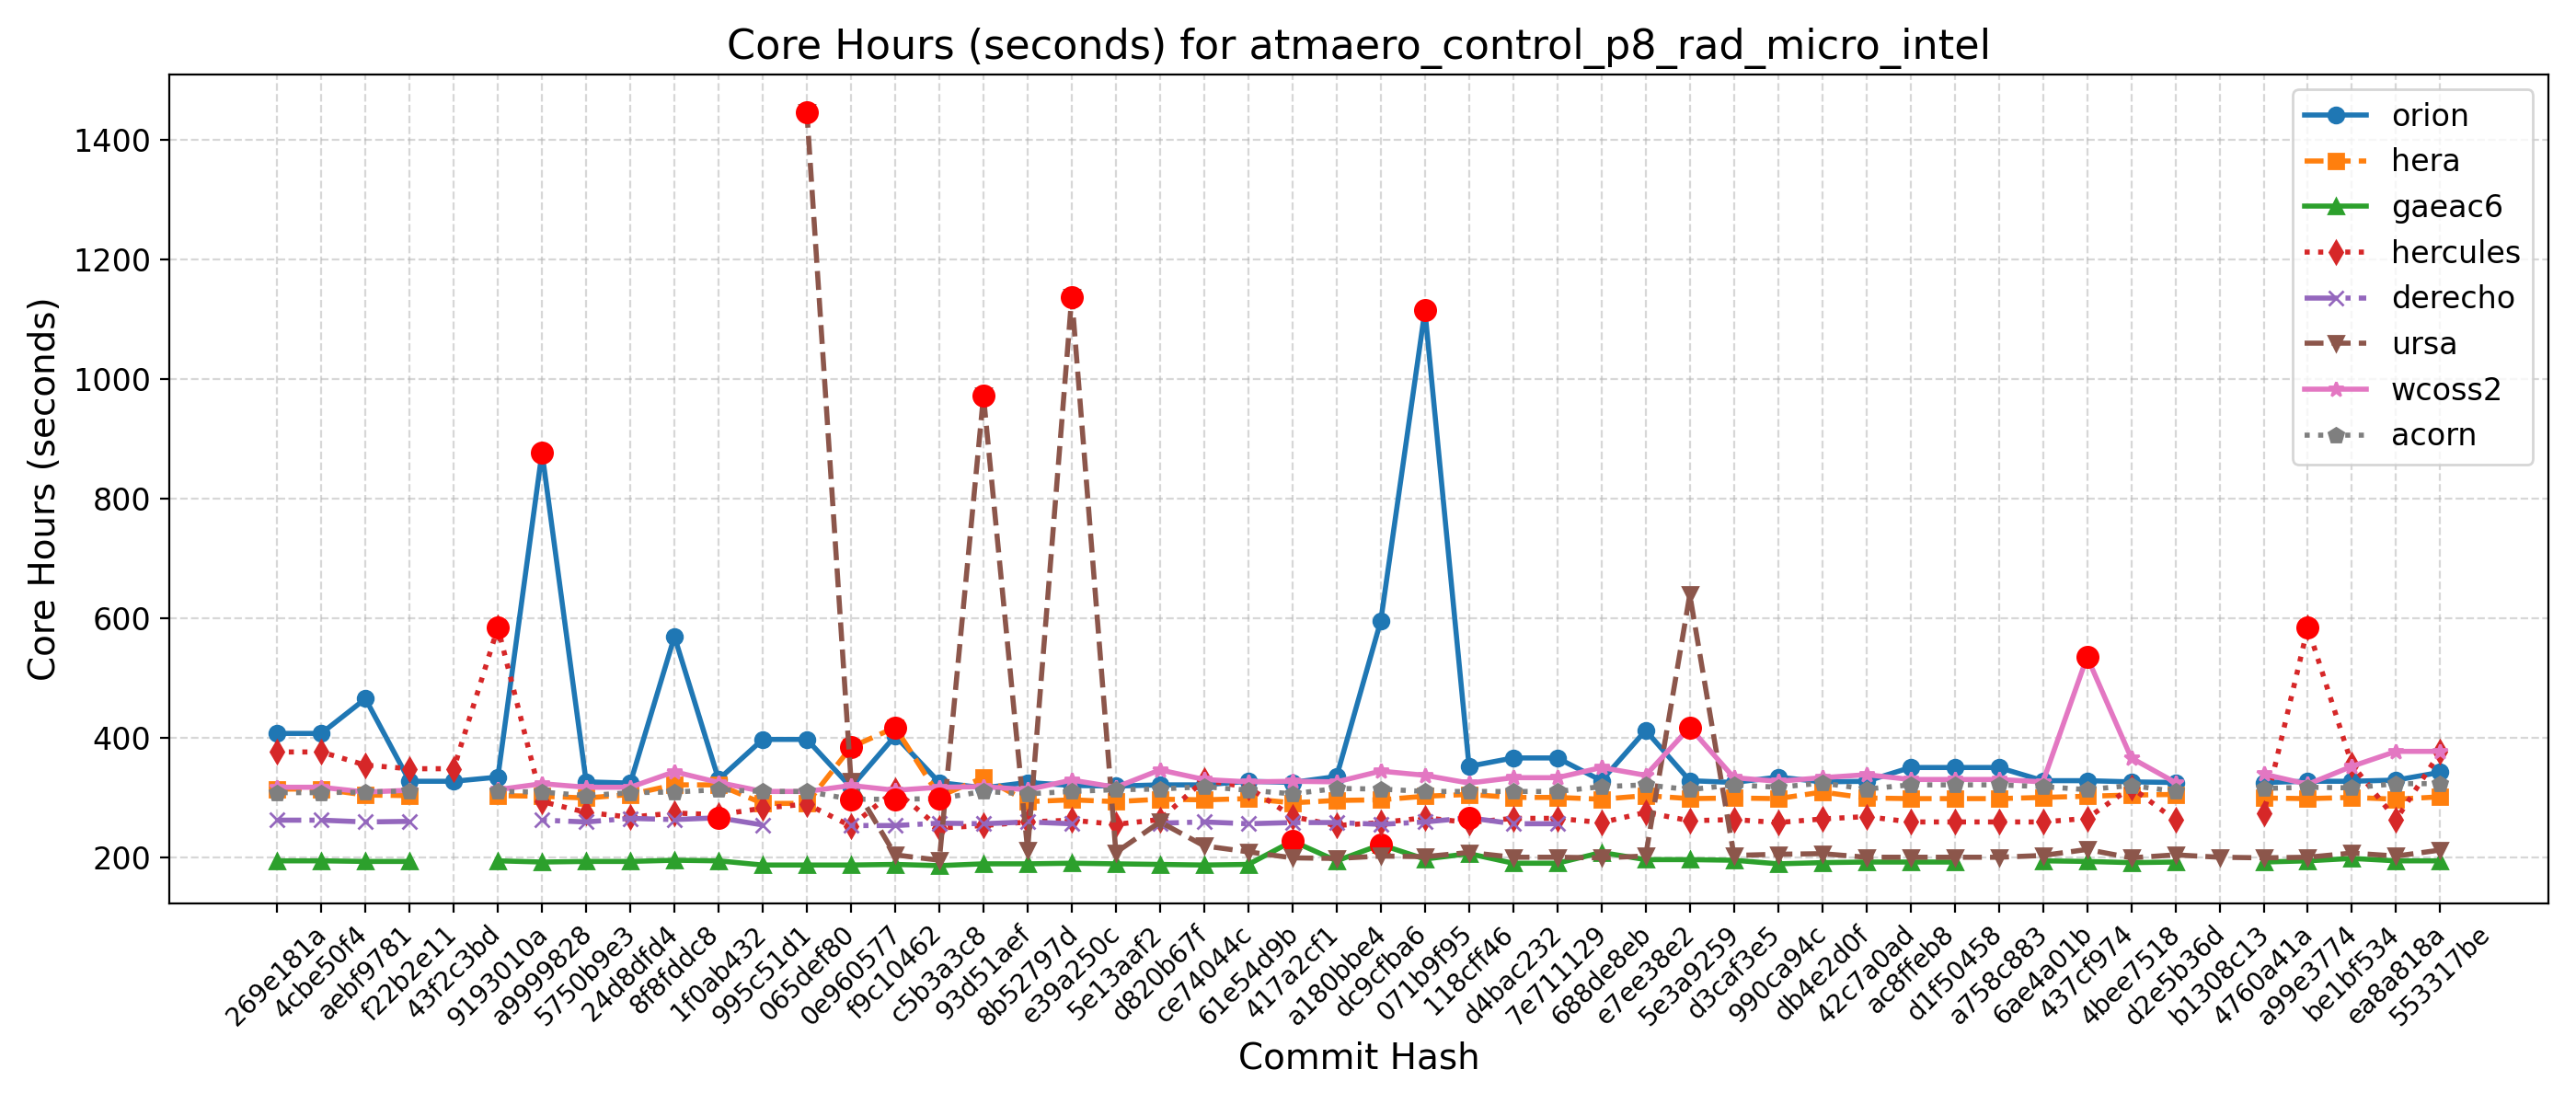 Core Hours (seconds) for atmaero_control_p8_rad_micro_intel
Core Hours (seconds)
1400
1200
1000
800
600
400
200
orion
hera
gaeac6
hercules
derecho
ursa
wcoss2
acorn
269e181a
4cbe50f4
aebf9781
f22b2e11
43f2c3bd
9193010a
a9999828
5750b9e3
24d8dfd4
8f8fddc8
1f0ab432
995c51d1
065def80
0e960577
f9c10462
c5b3a3c8
93d51aef
8b52797d
e39a250c
5e13aaf2
d820b67f
ce74044c
61e54d9b
417a2cf1
a180bbe4
dc9cfba6
071b9f95
118cff46
d4bac232
7e711129
688de8eb
e7ee38e2
5e3a9259
d3caf3e5
990ca94c
db4e2d0f
42c7a0ad
ac8ffeb8
d1f50458
a758c883
6ae4a01b
437cf974
4bee7518
d2e5b36d
b1308c13
4760a41a
a99e3774
be1bf534
ea8a818a
553317be
Commit Hash